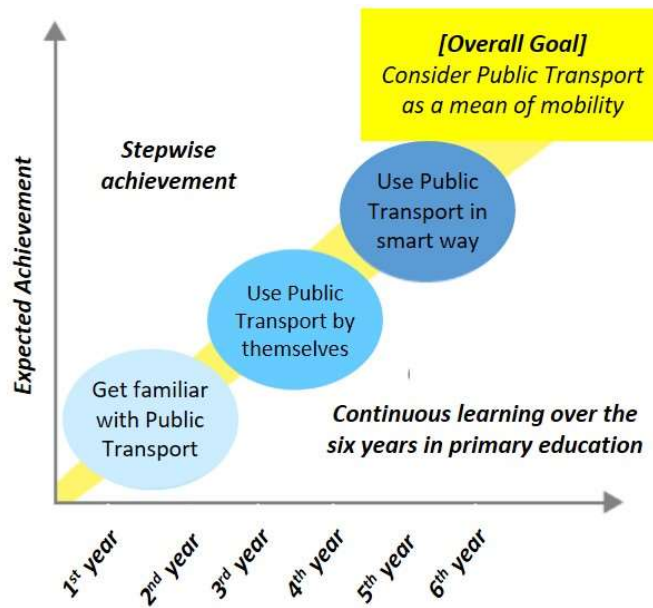 [Overall Goal]
Consider Public Transport
as a mean of mobility
Stepwise
achievement
Use Public
Transport in
smart way
Use Public
Transport by
themselves
Get familiar
with Public
Transport
Continuous learning over the
six years in primary education
Expected Achievement
1st year
2nd year
3rd year
4th year
5th year
6th year